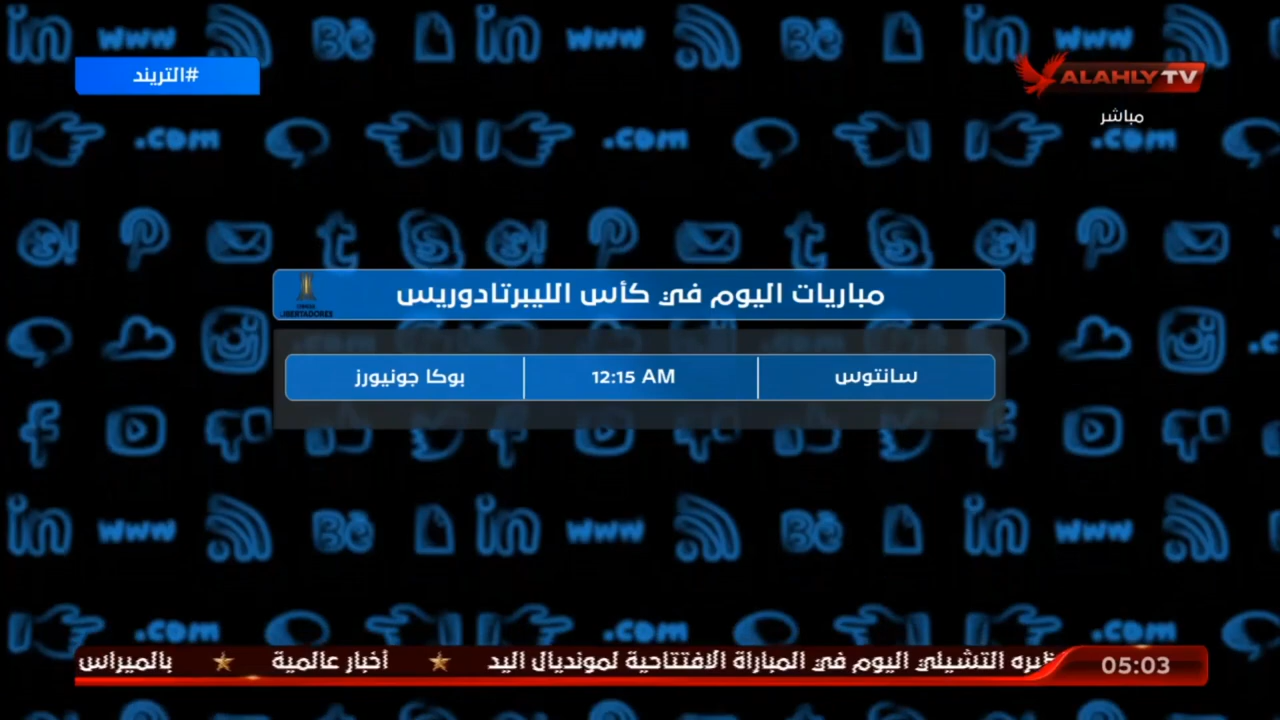 #التريند
ALAHLY TV
مباشر
مباريات اليوم في كأس الليبرتادوريس
LIBERTADORES
سانتوس 12:15 AM بوكا جونيورز
التشيلي اليوم في المباراة الافتتاحية لمونديال اليد ★ أخبار عالمية ★ بالميراس
05:03